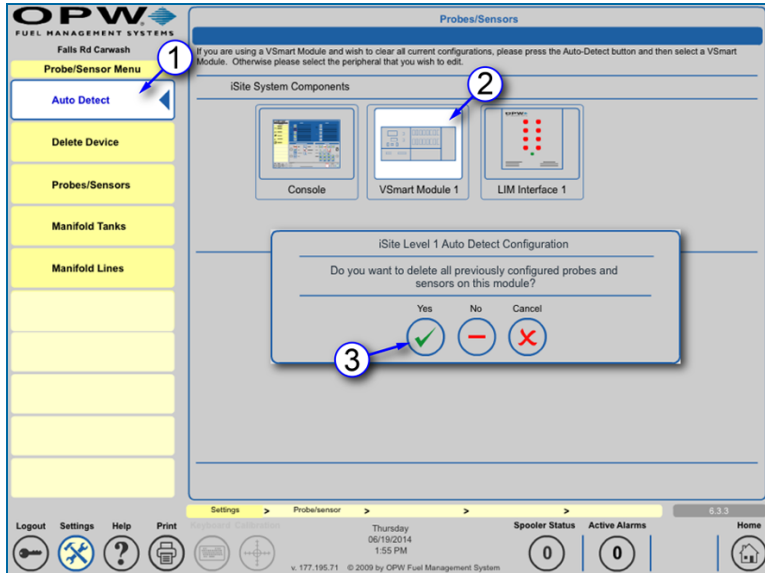 OPW
FUEL MANAGEMENT SYSTEMS
Falls Rd Carwash
Probe/Sensor Menu
Auto Detect
Delete Device
Probes/Sensors
Manifold Tanks
Manifold Lines
1
Probes/Sensors
If you are using a VSmart Module and wish to clear all current configurations, please press the Auto-Detect button and then select a VSmart
Module. Otherwise please select the peripheral that you wish to edit.
iSite System Components
2
OPW
Console
VSmart Module 1
LIM Interface 1
iSite Level 1 Auto Detect Configuration
Do you want to delete all previously configured probes and
sensors on this module?
Yes No Cancel
3
Settings > Probe/sensor > > >
6.3.3
Logout Settings Help Print
Keyboard Calibration
Thursday
06/19/2014
1:55 PM
Spooler Status Active Alarms
0 0
Home
v. 177.195.71 © 2009 by OPW Fuel Management System